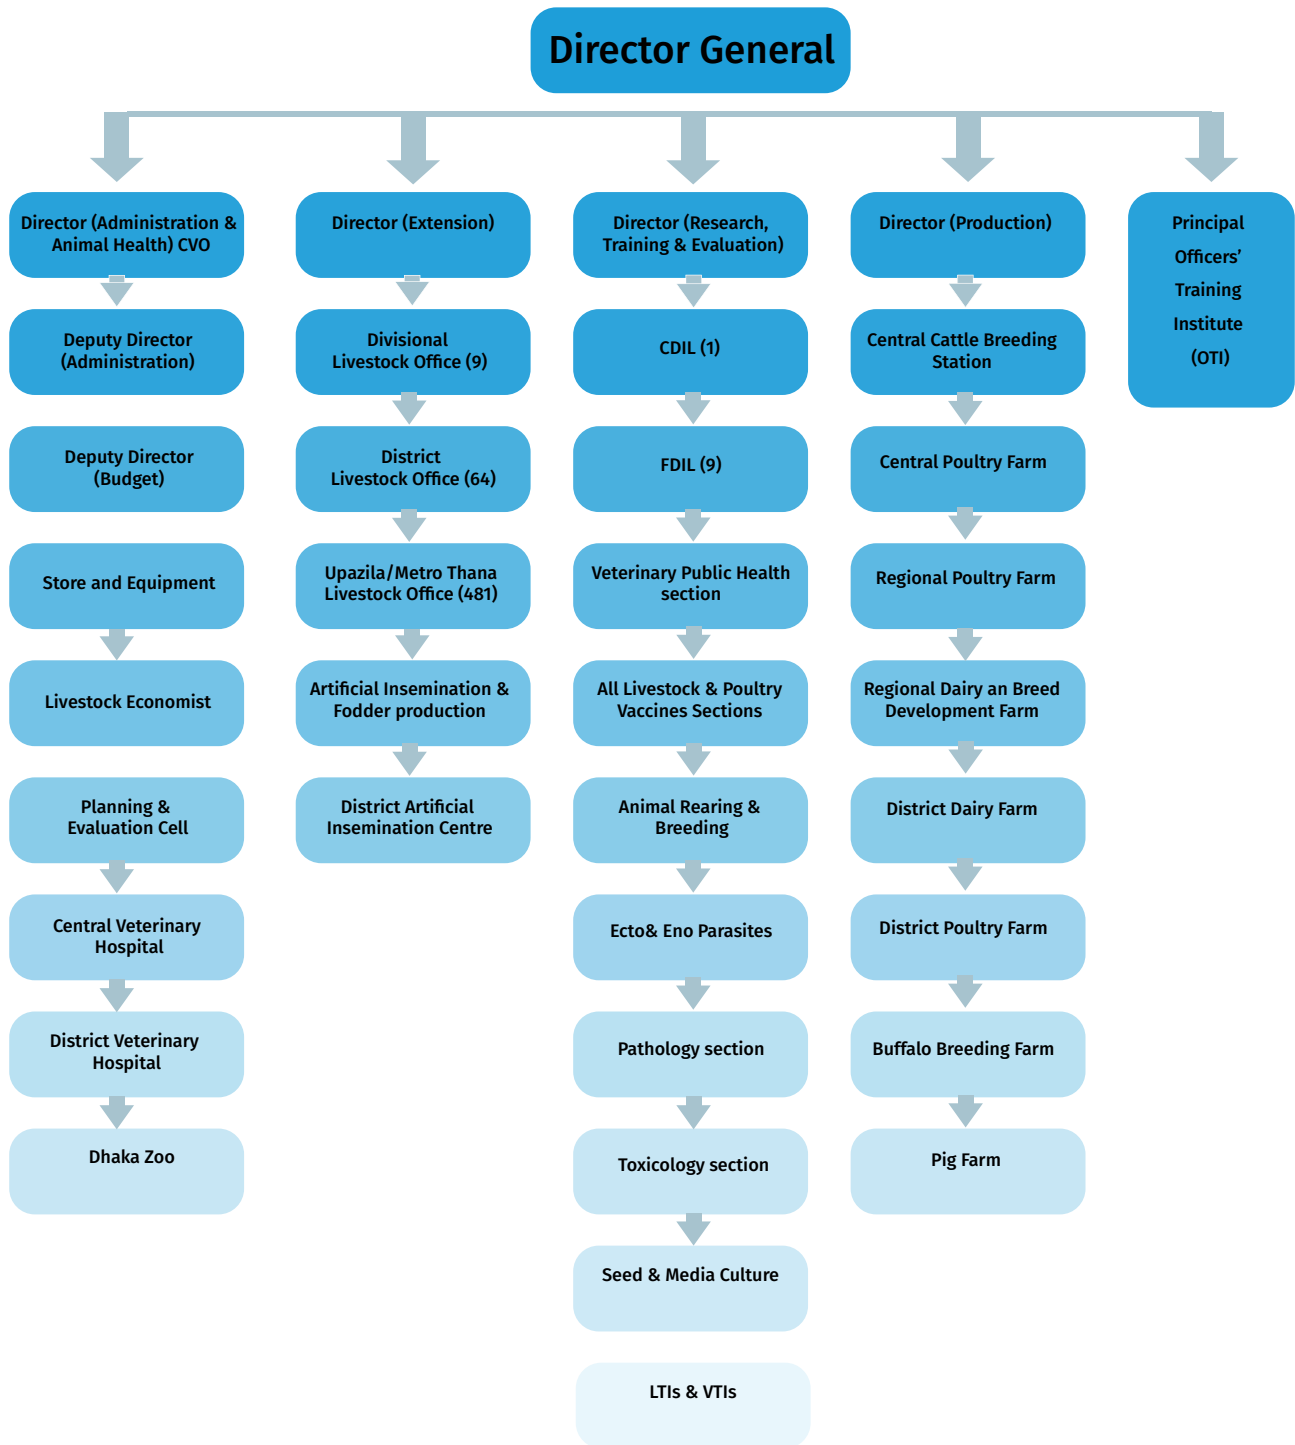 Director General
Director (Administration &
Animal Health) CVO
Deputy Director
(Administration)
Deputy Director
(Budget)
Store and Equipment
Livestock Economist
Planning &
Evaluation Cell
Central Veterinary
Hospital
District Veterinary
Hospital
Dhaka Zoo
Director (Extension)
Divisional
Livestock Office (9)
District
Livestock Office (64)
Upazila/Metro Thana
Livestock Office (481)
Artificial Insemination &
Fodder production
District Artificial
Insemination Centre
Director (Research,
Training & Evaluation)
CDIL (1)
FDIL (9)
Veterinary Public Health
section
All Livestock & Poultry
Vaccines Sections
Animal Rearing &
Breeding
Ecto& Eno Parasites
Pathology section
Toxicology section
Seed & Media Culture
LTIs & VTIs
Director (Production)
Central Cattle Breeding
Station
Central Poultry Farm
Regional Poultry Farm
Regional Dairy an Breed
Development Farm
District Dairy Farm
District Poultry Farm
Buffalo Breeding Farm
Pig Farm
Principal
Officers’
Training
Institute
(OTI)